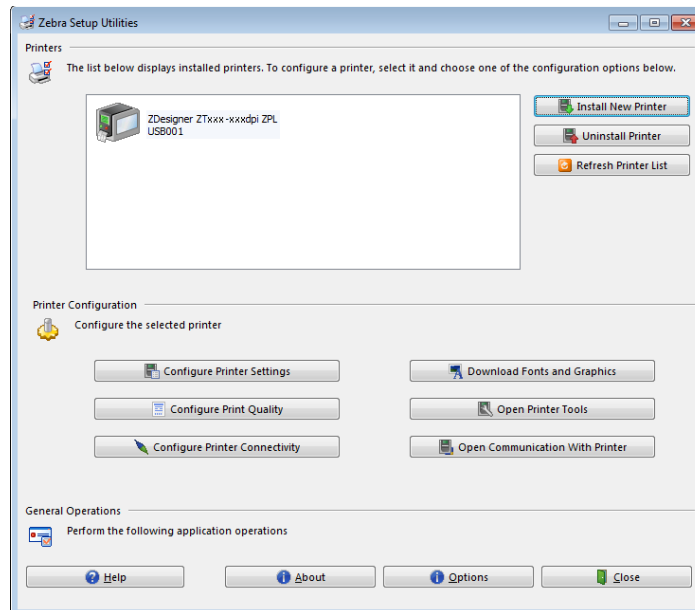 Zebra Setup Utilities
Printers
The list below displays installed printers. To configure a printer, select it and choose one of the configuration options below.
ZDesigner ZTxxx-xxxdpi ZPL
USB001
Install New Printer
Uninstall Printer
Refresh Printer List
Printer Configuration
Configure the selected printer
Configure Printer Settings
Download Fonts and Graphics
Configure Print Quality
Open Printer Tools
Configure Printer Connectivity
Open Communication With Printer
General Operations
Perform the following application operations
Help
About
Options
Close